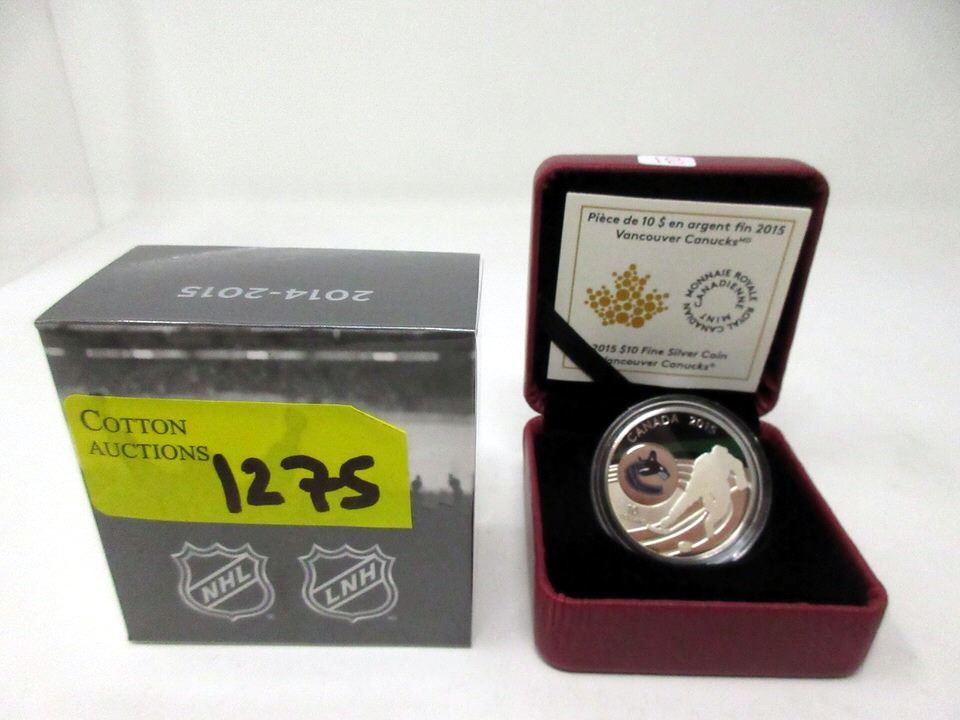 2014-2015
COTTON
AUCTIONS
1275
NHL
LNH
Pièce de 10 $ en argent fin 2015
Vancouver Canucks MD
MONNAIE ROYALE CANADIENNE
ROYAL CANADIAN MINT
2015 $10 Fine Silver Coin
Vancouver Canucks®
CANADA 2015